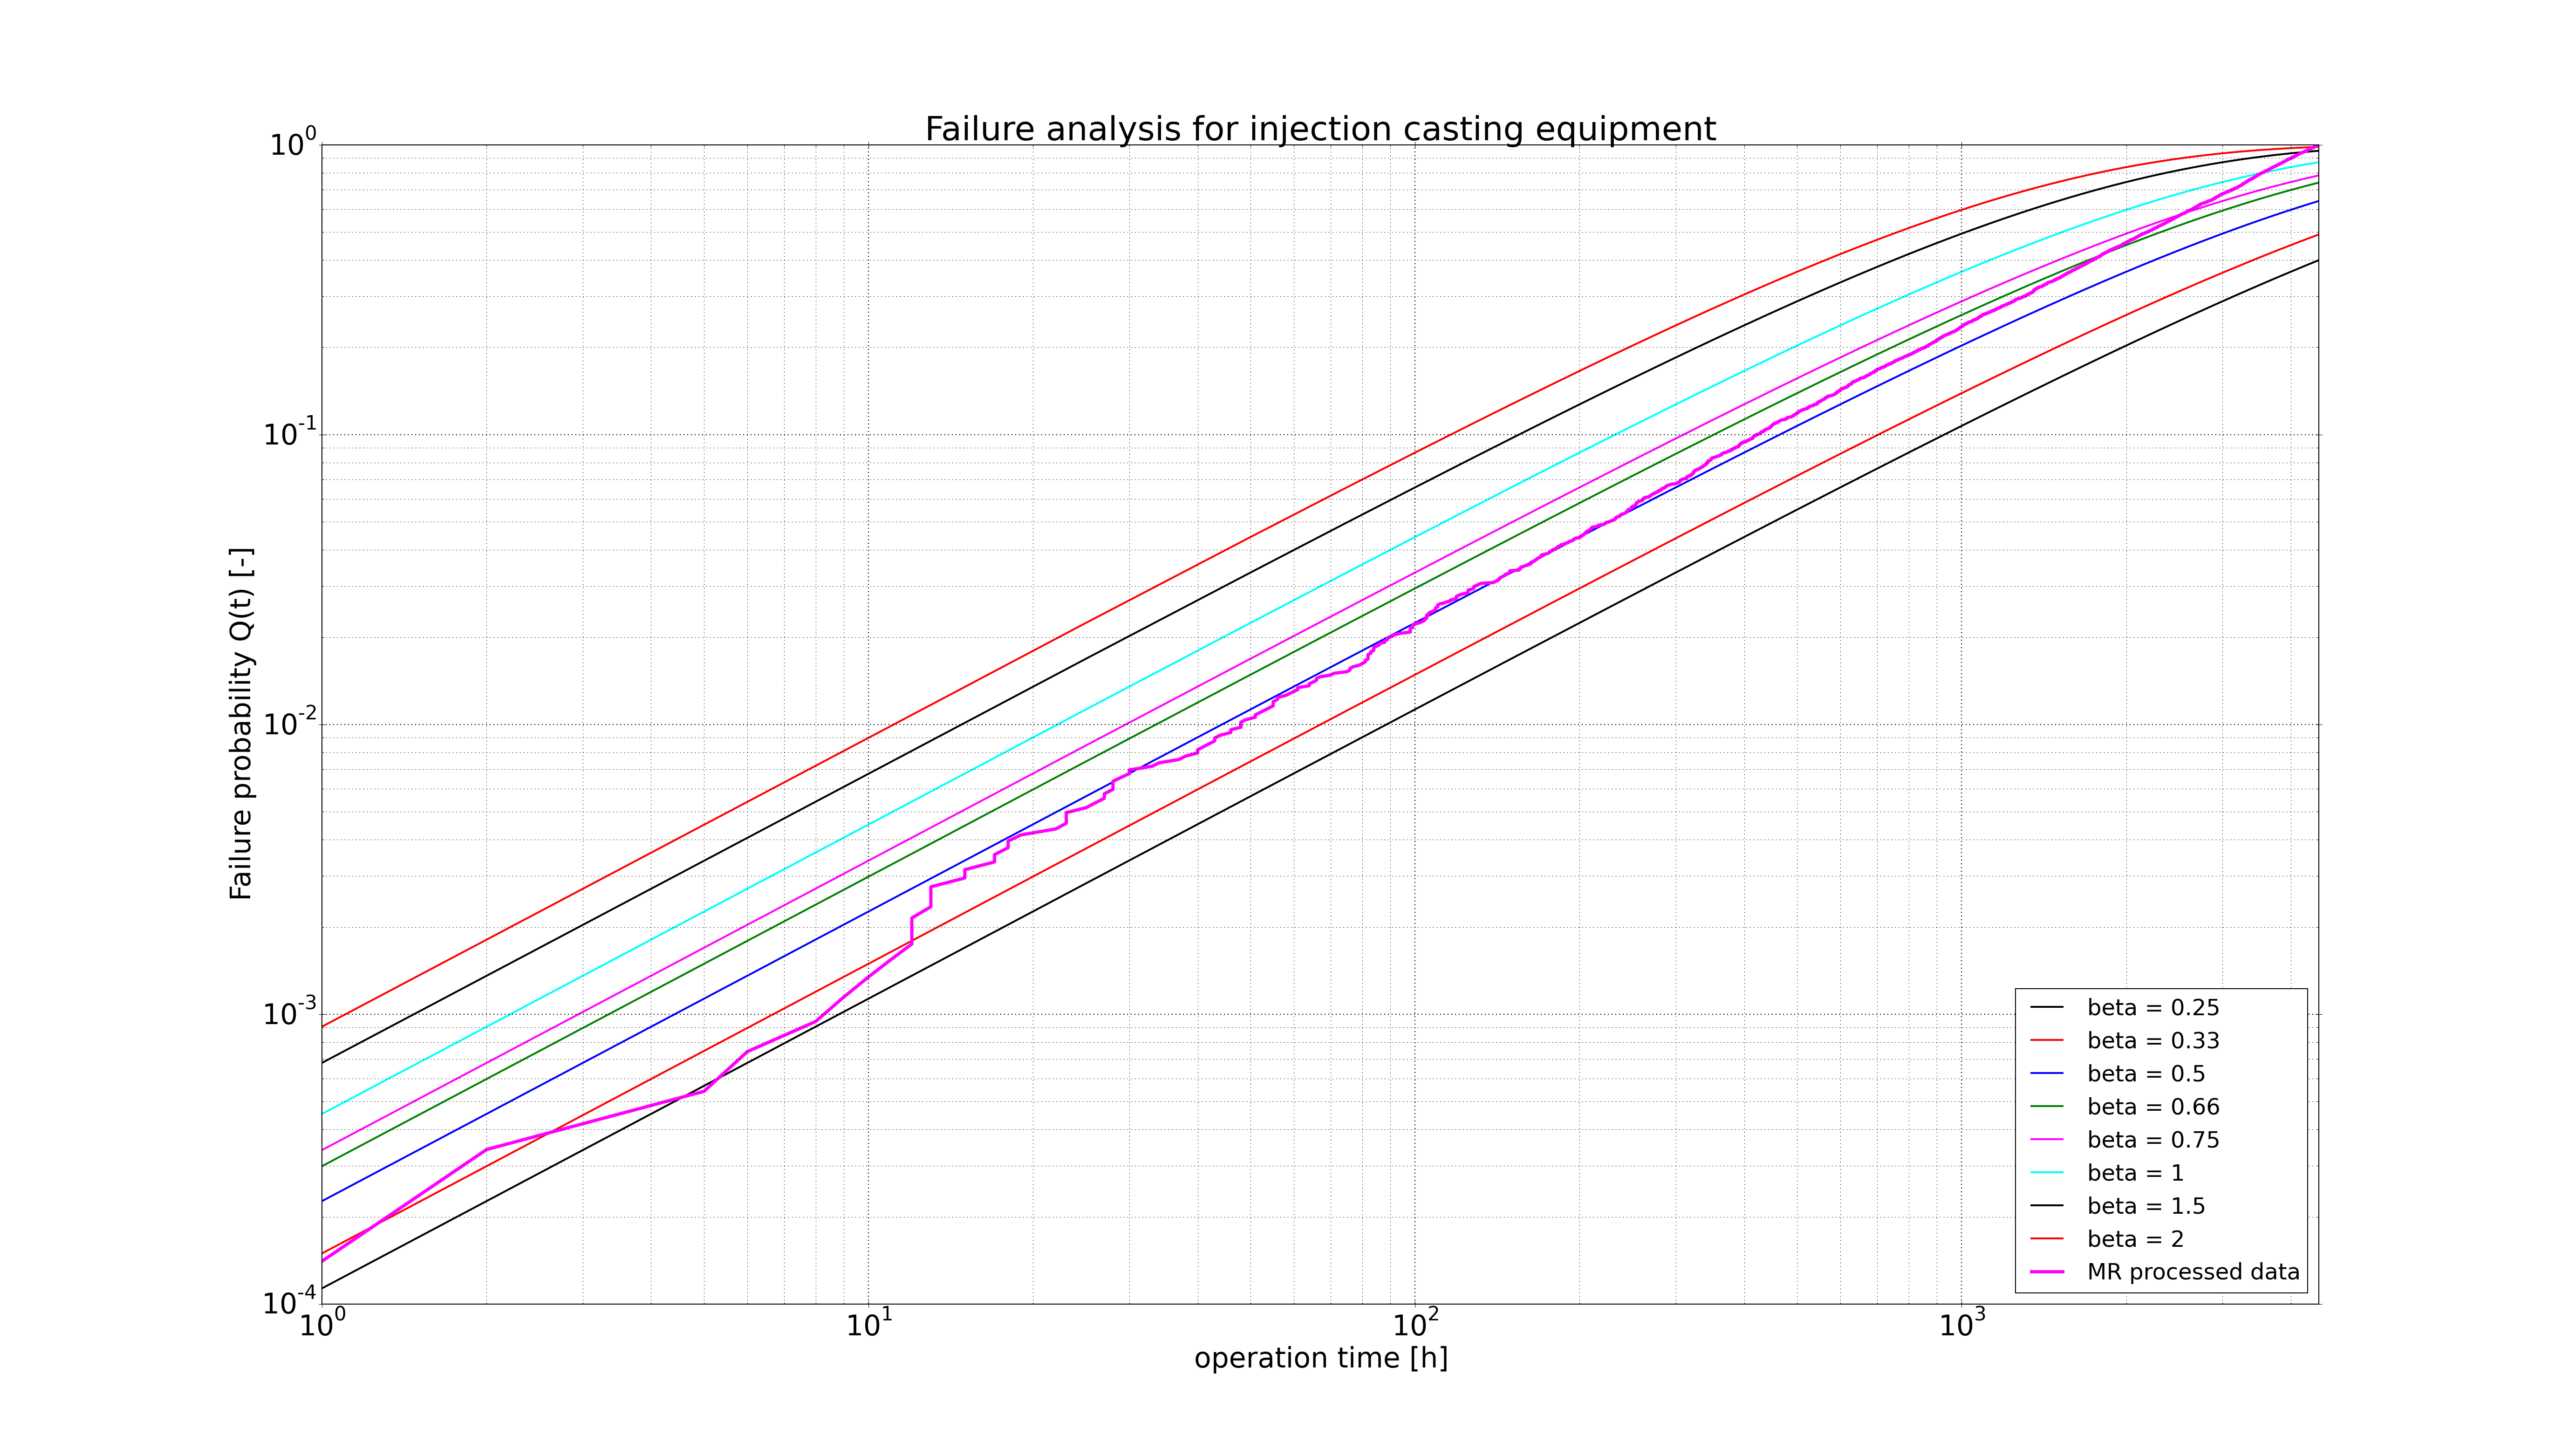 Failure analysis for injection casting equipment
10^0
10^-1
10^-2
10^-3
10^-4
Failure probability Q(t) [-]
10^0 10^1 10^2 10^3
operation time [h]
beta = 0.25
beta = 0.33
beta = 0.5
beta = 0.66
beta = 0.75
beta = 1
beta = 1.5
beta = 2
MR processed data